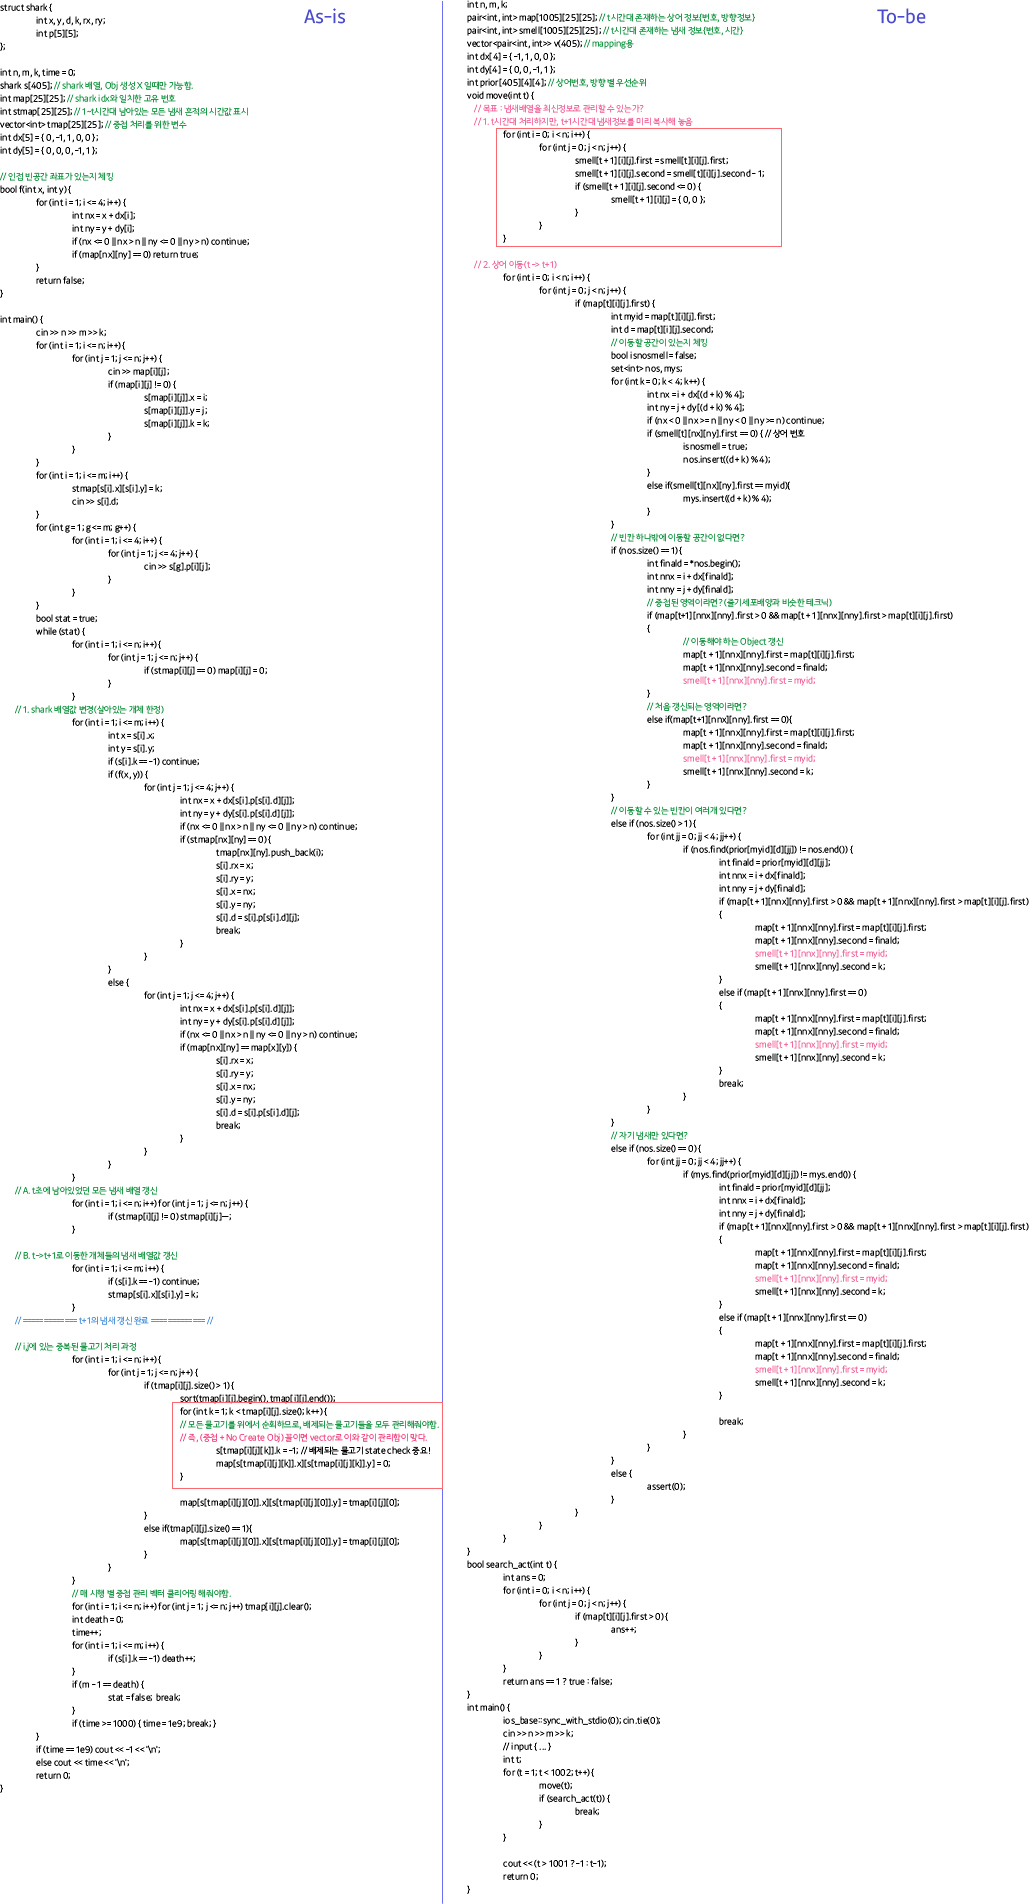 As-is
struct shark {
int x, y, d, k, rx, ry;
int p[5][5];
};
int n, m, k, time = 0;
shark s[405]; // shark 배열, Obj 생성 X 일때만 가능함.
int map[25][25]; // shark idx와 일치한 고유 번호
int stmap[25][25]; // 1~t시간대 남아있는 모든 냄새 흔적의 시간값 표시
vector<int> tmap[25][25]; // 중첩 처리를 위한 변수
int dx[5] = { 0, -1, 1, 0, 0 };
int dy[5] = { 0, 0, 0, -1, 1 };
// 인접 빈공간 좌표가 있는지 체킹
bool f(int x, int y) {
for (int i = 1; i <= 4; i++) {
int nx = x + dx[i];
int ny = y + dy[i];
if (nx <= 0 || nx > n || ny <= 0 || ny > n) continue;
if (map[nx][ny] == 0) return true;
}
return false;
}
int main() {
cin >> n >> m >> k;
for (int i = 1; i <= n; i++) {
for (int j = 1; j <= n; j++) {
cin >> map[i][j];
if (map[i][j] != 0) {
s[map[i][j]].x = i;
s[map[i][j]].y = j;
s[map[i][j]].k = k;
}
}
}
for (int i = 1; i <= m; i++) {
stmap[s[i].x][s[i].y] = k;
cin >> s[i].d;
}
for (int g = 1; g <= m; g++) {
for (int i = 1; i <= 4; i++) {
for (int j = 1; j <= 4; j++) {
cin >> s[g].p[i][j];
}
}
}
bool stat = true;
while (stat) {
for (int i = 1; i <= n; i++) {
for (int j = 1; j <= n; j++) {
if (stmap[i][j] == 0) map[i][j] = 0;
}
}
// 1. shark 배열값 변경(살아있는 개체 한정)
for (int i = 1; i <= m; i++) {
int x = s[i].x;
int y = s[i].y;
if (s[i].k == -1) continue;
if (f(x, y)) {
for (int j = 1; j <= 4; j++) {
int nx = x + dx[s[i].p[s[i].d][j]];
int ny = y + dy[s[i].p[s[i].d][j]];
if (nx <= 0 || nx > n || ny <= 0 || ny > n) continue;
if (stmap[nx][ny] == 0) {
tmap[nx][ny].push_back(i);
s[i].rx = x;
s[i].ry = y;
s[i].x = nx;
s[i].y = ny;
s[i].d = s[i].p[s[i].d][j];
break;
}
}
}
else {
for (int j = 1; j <= 4; j++) {
int nx = x + dx[s[i].p[s[i].d][j]];
int ny = y + dy[s[i].p[s[i].d][j]];
if (nx <= 0 || nx > n || ny <= 0 || ny > n) continue;
if (map[nx][ny] == map[x][y]) {
s[i].rx = x;
s[i].ry = y;
s[i].x = nx;
s[i].y = ny;
s[i].d = s[i].p[s[i].d][j];
break;
}
}
}
}
// A. t초에 남아있었던 모든 냄새 배열 갱신
for (int i = 1; i <= n; i++) for (int j = 1; j <= n; j++) {
if (stmap[i][j] != 0) stmap[i][j]--;
}
// B. t->t+1로 이동한 개체들의 냄새 배열값 갱신
for (int i = 1; i <= m; i++) {
if (s[i].k == -1) continue;
stmap[s[i].x][s[i].y] = k;
}
// ============= t+1의 냄새 갱신 완료 ============= //
// i,j에 있는 중복된 물고기 처리 과정
for (int i = 1; i <= n; i++) {
for (int j = 1; j <= n; j++) {
if (tmap[i][j].size() > 1) {
sort(tmap[i][j].begin(), tmap[i][j].end());
for (int k = 1; k < tmap[i][j].size(); k++) {
// 모든 물고기를 위에서 순회하므로, 배제되는 물고기들을 모두 관리해줘야함.
// 즉, (중첩 + No Create Obj) 꼴이면 vector로 이와 같이 관리함이 맞다.
s[tmap[i][j][k]].k = -1; // 배제되는 물고기 state check 중요!
map[s[tmap[i][j][k]].x][s[tmap[i][j][k]].y] = 0;
}
map[s[tmap[i][j][0]].x][s[tmap[i][j][0]].y] = tmap[i][j][0];
}
else if(tmap[i][j].size() == 1){
map[s[tmap[i][j][0]].x][s[tmap[i][j][0]].y] = tmap[i][j][0];
}
}
}
// 매 시행 별 중첩 관리 벡터 클리어링 해줘야함.
for (int i = 1; i <= n; i++) for (int j = 1; j <= n; j++) tmap[i][j].clear();
int death = 0;
time++;
for (int i = 1; i <= m; i++) {
if (s[i].k == -1) death++;
}
if (m - 1 == death) {
stat = false; break;
}
if (time >= 1000) { time = 1e9; break; }
}
if (time == 1e9) cout << -1 << "\n";
else cout << time << "\n";
return 0;
}
To-be
int n, m, k;
pair<int, int> map[1005][25][25]; // t시간대 존재하는 상어 정보{번호, 방향정보}
pair<int, int> smell[1005][25][25]; // t시간대 존재하는 냄새 정보{번호, 시간}
vector<pair<int, int>> v(405); // mapping용
int dx[4] = { -1, 1, 0, 0 };
int dy[4] = { 0, 0, -1, 1 };
int prior[405][4][4]; // 상어번호, 방향 별 우선순위
void move(int t) {
// 목표 : 냄새배열을 최신정보로 관리할 수 있는가?
// 1. t시간대 처리하지만, t+1시간대 냄새정보를 미리 복사해 놓음
for (int i = 0; i < n; i++) {
for (int j = 0; j < n; j++) {
smell[t + 1][i][j].first = smell[t][i][j].first;
smell[t + 1][i][j].second = smell[t][i][j].second - 1;
if (smell[t + 1][i][j].second <= 0) {
smell[t + 1][i][j] = { 0, 0 };
}
}
}
// 2. 상어 이동(t -> t+1)
for (int i = 0; i < n; i++) {
for (int j = 0; j < n; j++) {
if (map[t][i][j].first) {
int myid = map[t][i][j].first;
int d = map[t][i][j].second;
// 이동할 공간이 있는지 체킹
bool isnosmell = false;
set<int> nos, mys;
for (int k = 0; k < 4; k++) {
int nx = i + dx[(d + k) % 4];
int ny = j + dy[(d + k) % 4];
if (nx < 0 || nx >= n || ny < 0 || ny >= n) continue;
if (smell[t][nx][ny].first == 0) { // 상어 번호
isnosmell = true;
nos.insert((d + k) % 4);
}
else if(smell[t][nx][ny].first == myid){
mys.insert((d + k) % 4);
}
}
// 빈칸 하나밖에 이동할 공간이 없다면?
if (nos.size() == 1) {
int finald = *nos.begin();
int nnx = i + dx[finald];
int nny = j + dy[finald];
// 중첩된 영역이라면? (줄기세포배양과 비슷한 테크닉)
if (map[t+1][nnx][nny].first > 0 && map[t + 1][nnx][nny].first > map[t][i][j].first)
{
// 이동해야 하는 Object 갱신
map[t + 1][nnx][nny].first = map[t][i][j].first;
map[t + 1][nnx][nny].second = finald;
smell[t + 1][nnx][nny].first = myid;
}
// 처음 갱신되는 영역이라면?
else if(map[t+1][nnx][nny].first == 0){
map[t + 1][nnx][nny].first = map[t][i][j].first;
map[t + 1][nnx][nny].second = finald;
smell[t + 1][nnx][nny].first = myid;
smell[t + 1][nnx][nny].second = k;
}
}
// 이동할 수 있는 빈칸이 여러개 있다면?
else if (nos.size() > 1) {
for (int jj = 0; jj < 4; jj++) {
if (nos.find(prior[myid][d][jj]) != nos.end()) {
int finald = prior[myid][d][jj];
int nnx = i + dx[finald];
int nny = j + dy[finald];
if (map[t + 1][nnx][nny].first > 0 && map[t + 1][nnx][nny].first > map[t][i][j].first)
{
map[t + 1][nnx][nny].first = map[t][i][j].first;
map[t + 1][nnx][nny].second = finald;
smell[t + 1][nnx][nny].first = myid;
smell[t + 1][nnx][nny].second = k;
}
else if (map[t + 1][nnx][nny].first == 0)
{
map[t + 1][nnx][nny].first = map[t][i][j].first;
map[t + 1][nnx][nny].second = finald;
smell[t + 1][nnx][nny].first = myid;
smell[t + 1][nnx][nny].second = k;
}
break;
}
}
}
// 자기 냄새만 있다면?
else if (nos.size() == 0) {
for (int jj = 0; jj < 4; jj++) {
if (mys.find(prior[myid][d][jj]) != mys.end()) {
int finald = prior[myid][d][jj];
int nnx = i + dx[finald];
int nny = j + dy[finald];
if (map[t + 1][nnx][nny].first > 0 && map[t + 1][nnx][nny].first > map[t][i][j].first)
{
map[t + 1][nnx][nny].first = map[t][i][j].first;
map[t + 1][nnx][nny].second = finald;
smell[t + 1][nnx][nny].first = myid;
smell[t + 1][nnx][nny].second = k;
}
else if (map[t + 1][nnx][nny].first == 0)
{
map[t + 1][nnx][nny].first = map[t][i][j].first;
map[t + 1][nnx][nny].second = finald;
smell[t + 1][nnx][nny].first = myid;
smell[t + 1][nnx][nny].second = k;
}
break;
}
}
}
else {
assert(0);
}
}
}
}
}
bool search_act(int t) {
int ans = 0;
for (int i = 0; i < n; i++) {
for (int j = 0; j < n; j++) {
if (map[t][i][j].first > 0) {
ans++;
}
}
}
return ans == 1 ? true : false;
}
int main() {
ios_base::sync_with_stdio(0); cin.tie(0);
cin >> n >> m >> k;
// input { ... }
int t;
for (t = 1; t < 1002; t++) {
move(t);
if (search_act(t)) {
break;
}
}
cout << (t > 1001 ? -1 : t-1);
return 0;
}